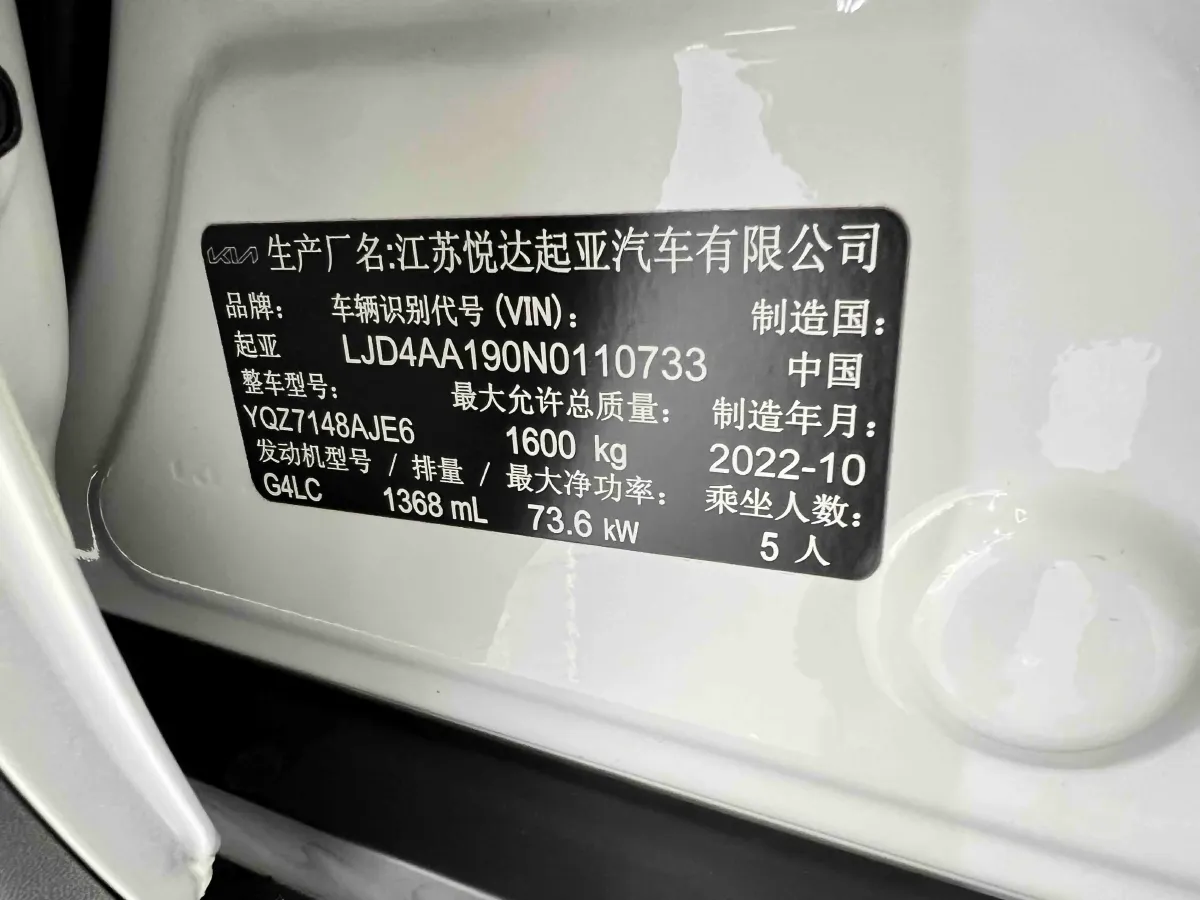 KIA 生产厂名:江苏悦达起亚汽车有限公司
品牌: 车辆识别代号(VIN): 制造国:
起亚 LJD4AA190N0110733 中国
整车型号: 最大允许总质量: 制造年月:
YQZ7148AJE6 1600 kg 2022-10
发动机型号 / 排量 / 最大净功率: 乘坐人数:
G4LC 1368 mL 73.6 kW 5 人